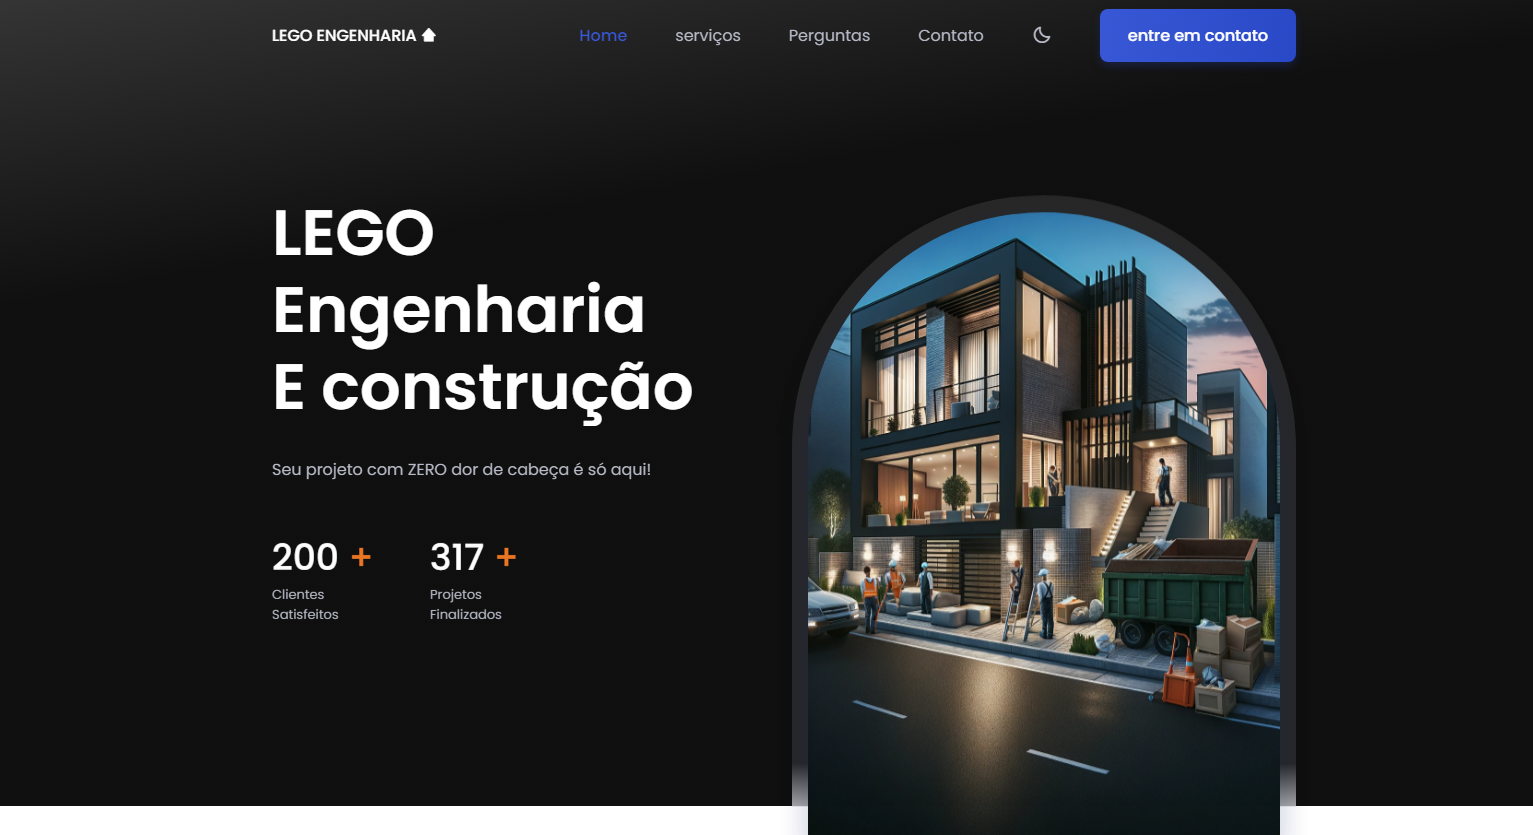 LEGO ENGENHARIA
Home
serviços
Perguntas
Contato
entre em contato
LEGO
Engenharia
E construção
Seu projeto com ZERO dor de cabeça é só aqui!
200 +
Clientes
Satisfeitos
317 +
Projetos
Finalizados